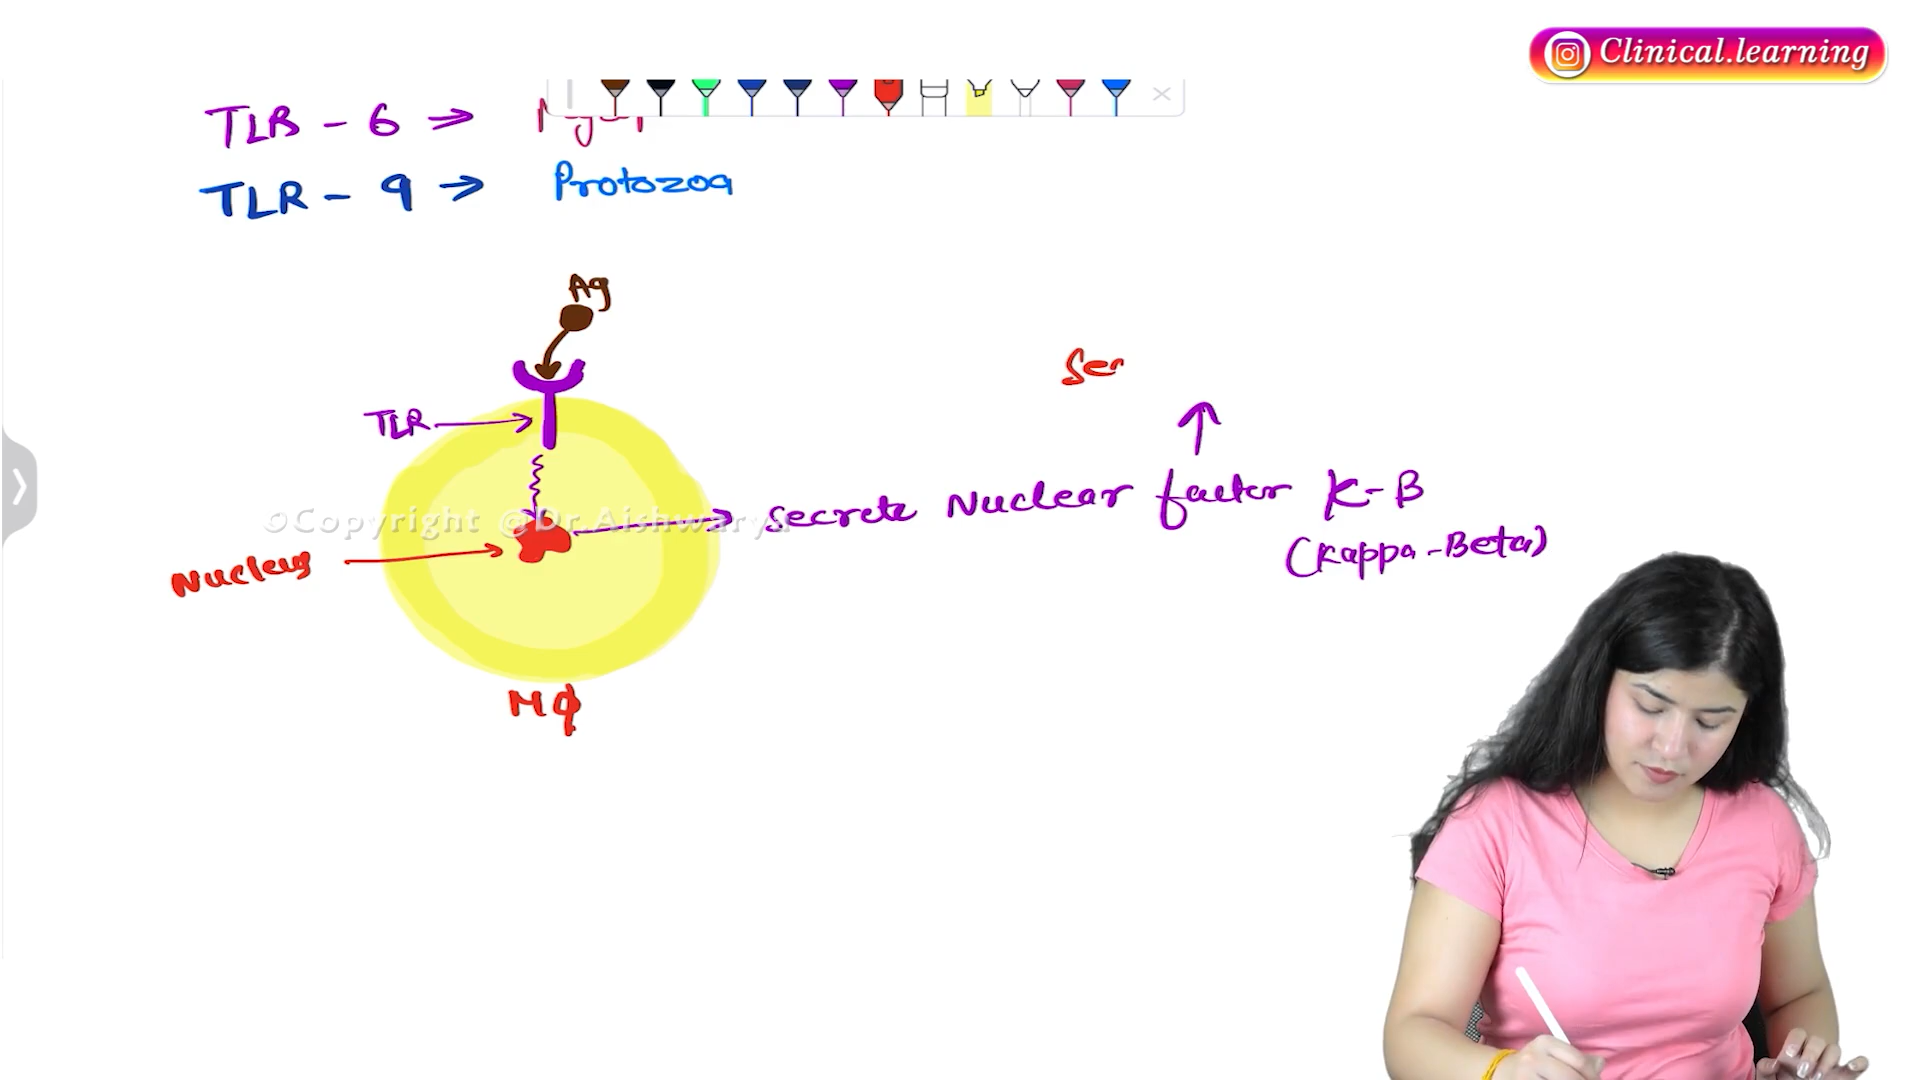 Clinical.learning
TLR - 6 →
TLR - 9 → Protozoa
Ag
Ser
TLR
secrete Nuclear factor K-B
(Kappa-Beta)
©Copyright @Dr.Aishwarya
Nucleus
Mϕ